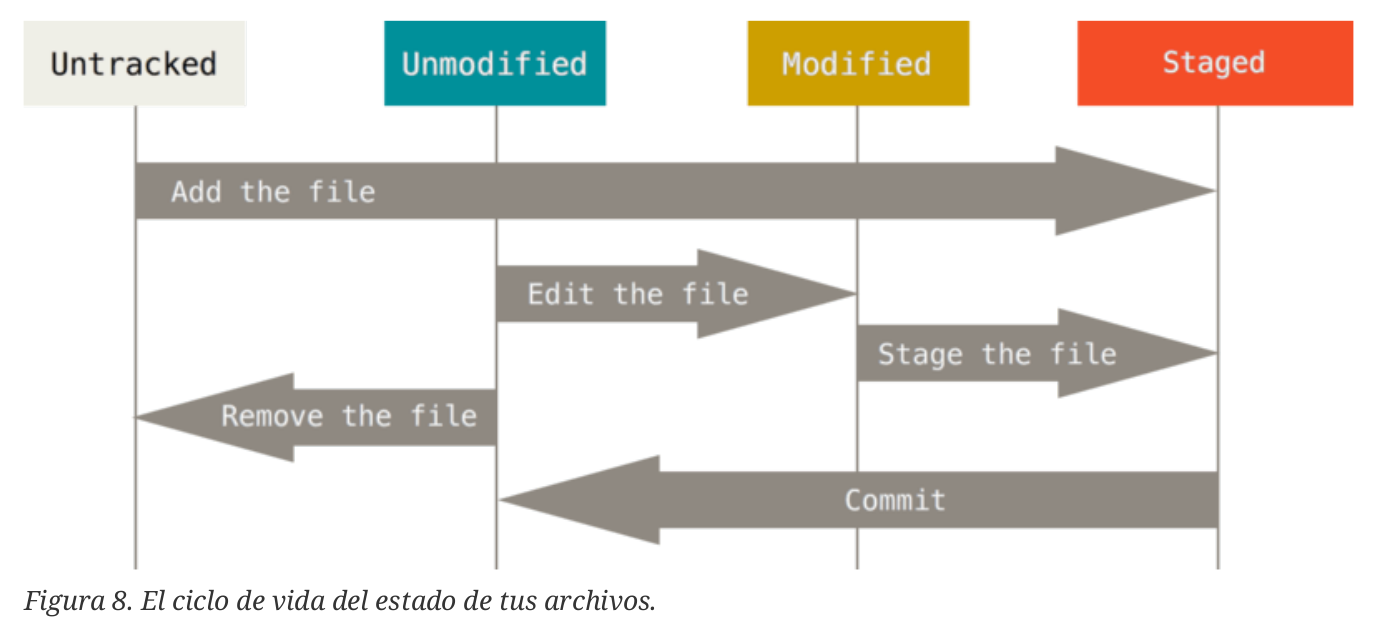 Untracked
Unmodified
Modified
Staged
Add the file
Edit the file
Stage the file
Remove the file
Commit
Figura 8. El ciclo de vida del estado de tus archivos.